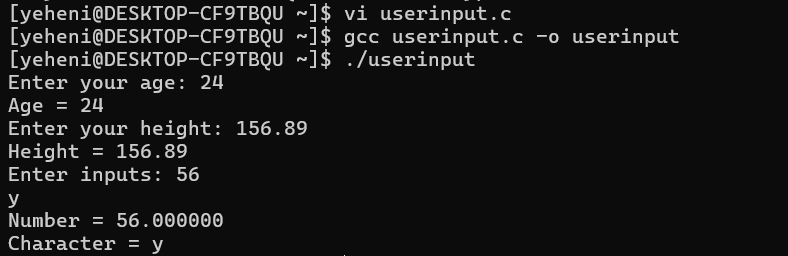 [yeheni@DESKTOP-CF9TBQU ~]$ vi userinput.c
[yeheni@DESKTOP-CF9TBQU ~]$ gcc userinput.c -o userinput
[yeheni@DESKTOP-CF9TBQU ~]$ ./userinput
Enter your age: 24
Age = 24
Enter your height: 156.89
Height = 156.89
Enter inputs: 56
y
Number = 56.000000
Character = y